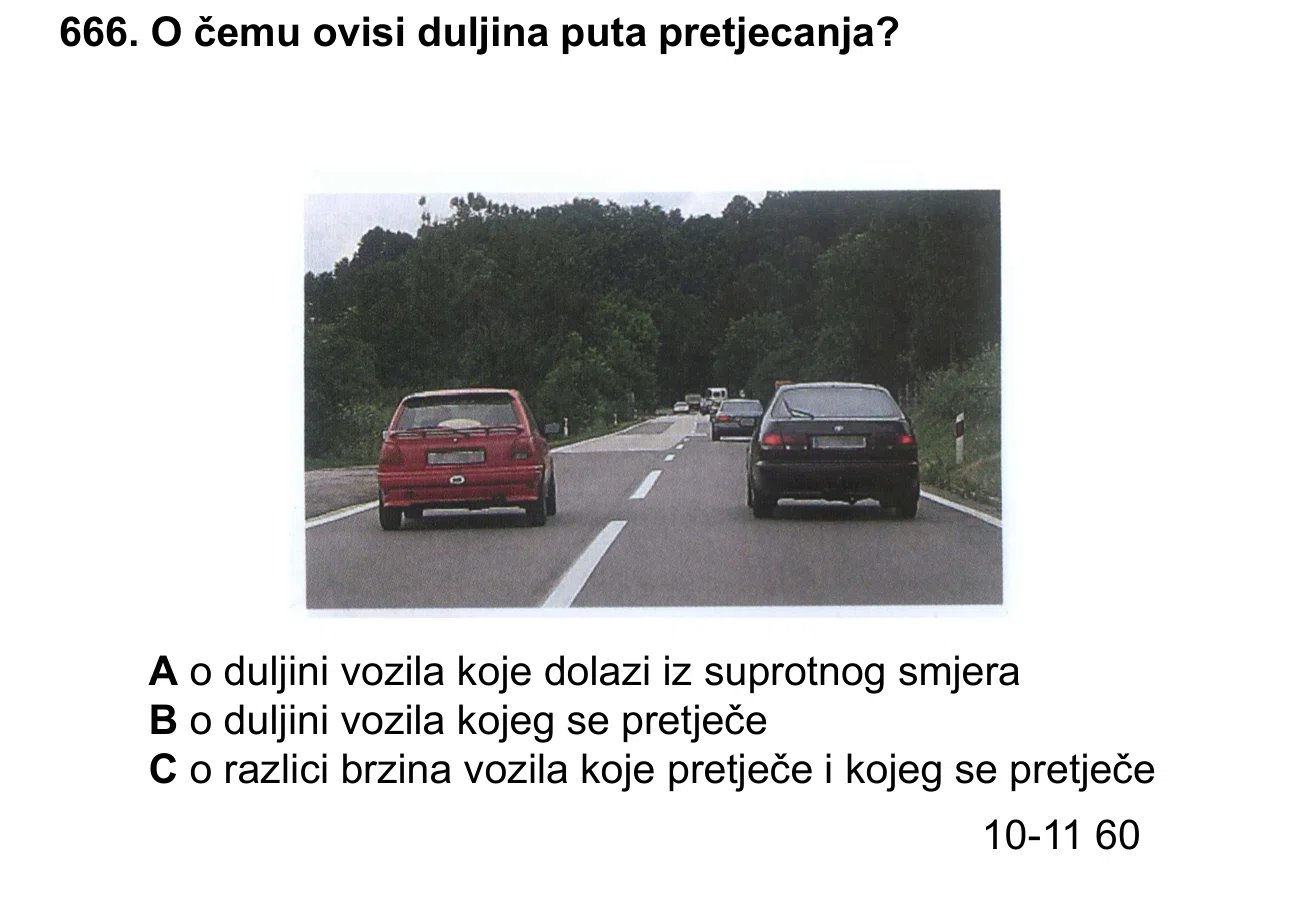 666. O čemu ovisi duljina puta pretjecanja?
A o duljini vozila koje dolazi iz suprotnog smjera
B o duljini vozila kojeg se pretječe
C o razlici brzina vozila koje pretječe i kojeg se pretječe
10-11 60